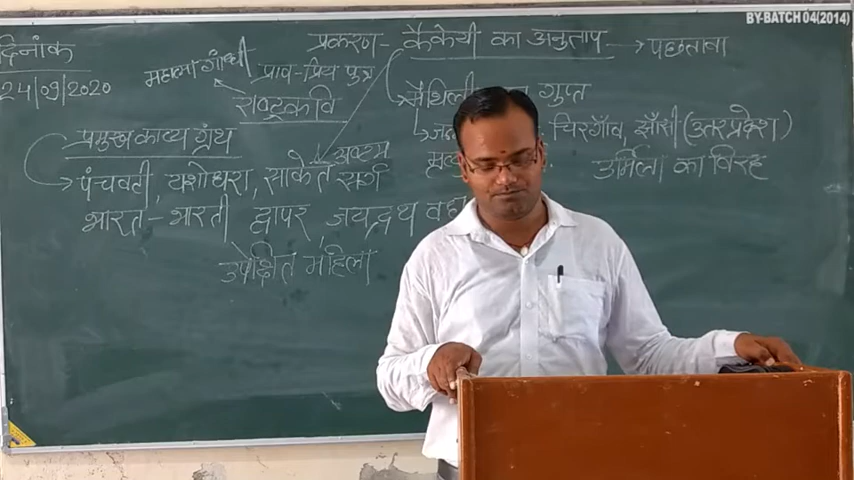 BY-BATCH 04(2014)
दिनांक
24/09/2020
प्रकरण- कैकेयी का अनुताप → पछतावा
महात्मा गाँधी
प्राण-प्रिय पुत्र
राष्ट्रकवि
मैथिली गुप्त
प्रमुख काव्य ग्रंथ
चिरगाँव, झाँसी (उत्तरप्रदेश)
अष्टम
पंचवटी, यशोधरा, साकेत सर्ग
उर्मिला का विरह
भारत-भारती द्वापर, जयद्रथ वध
उपेक्षित महिला